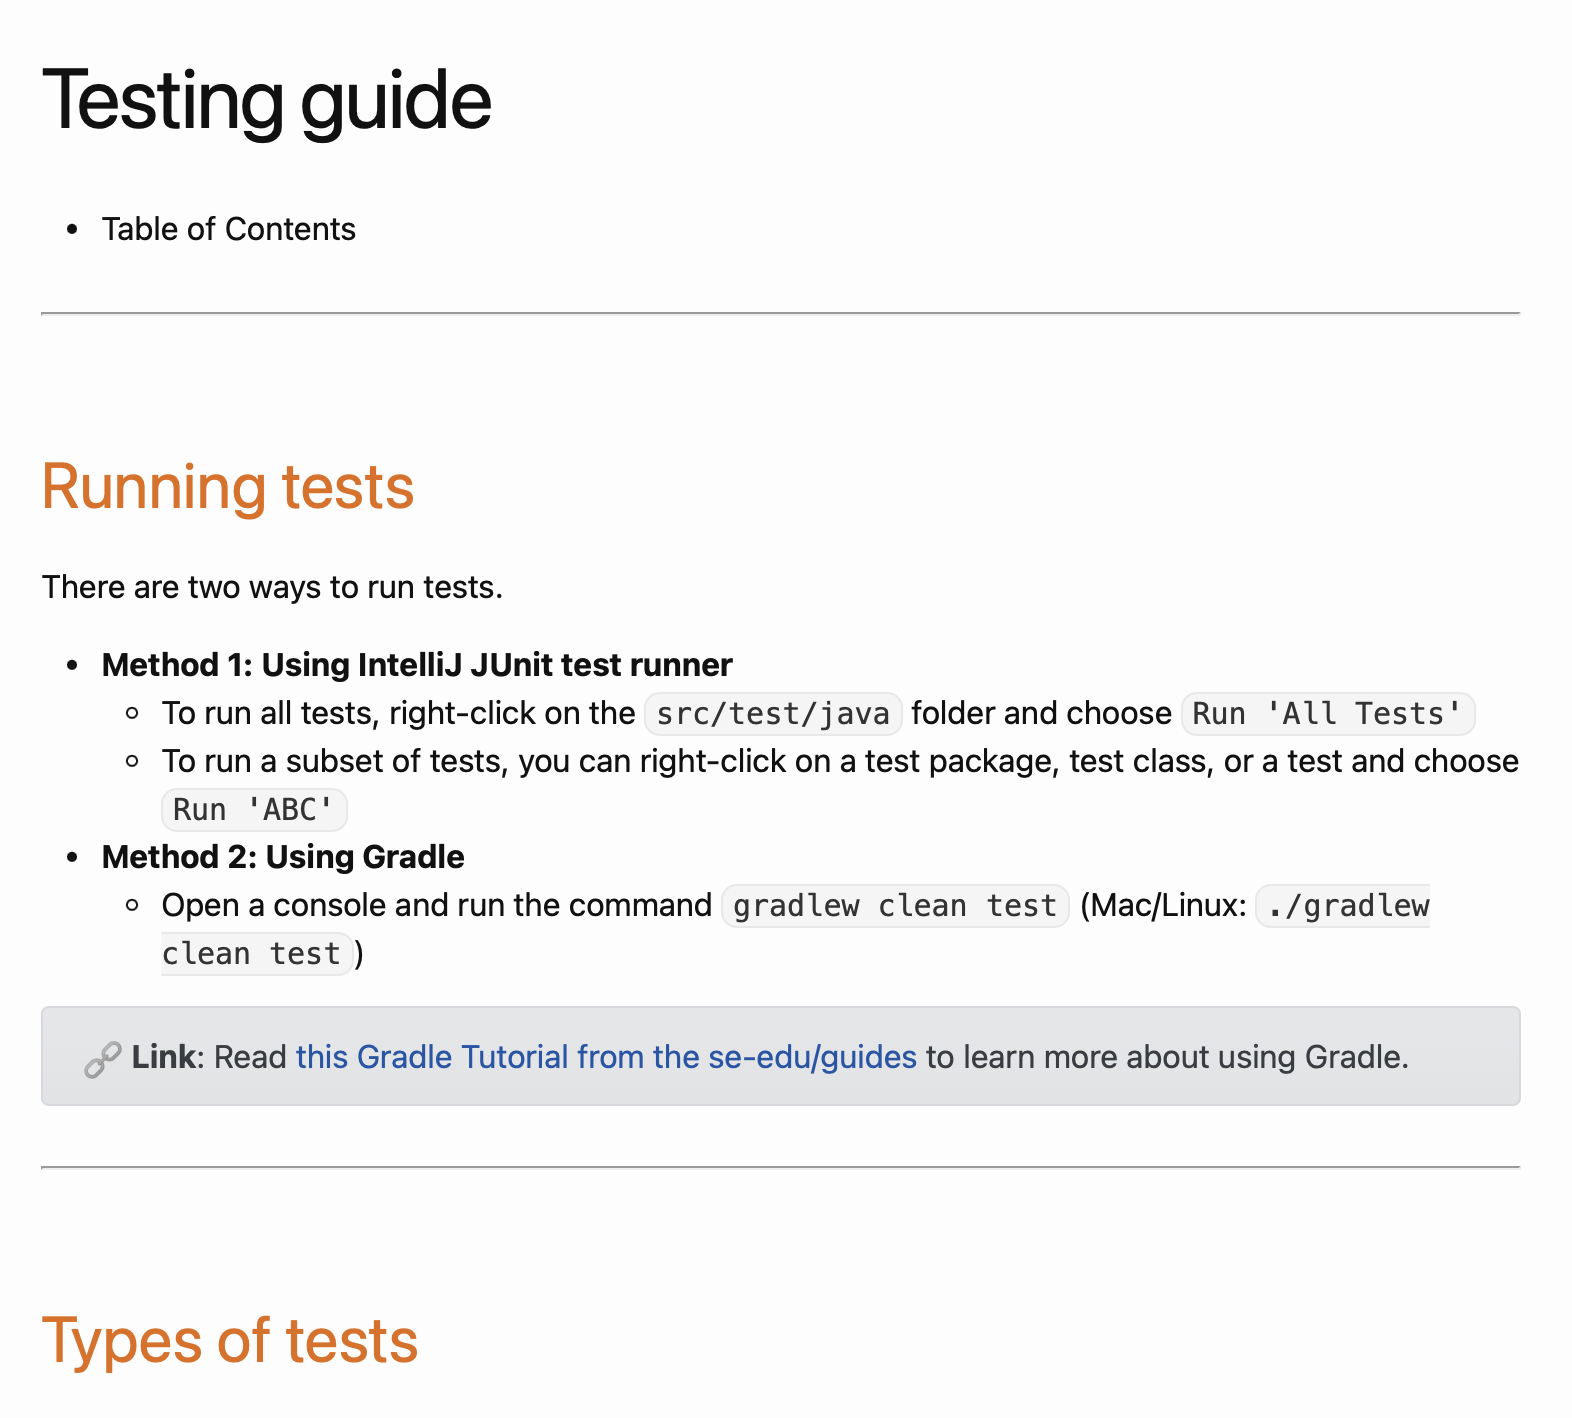 Testing guide
Table of Contents
Running tests
There are two ways to run tests.
Method 1: Using IntelliJ JUnit test runner
To run all tests, right-click on the src/test/java folder and choose Run 'All Tests'
To run a subset of tests, you can right-click on a test package, test class, or a test and choose
Run 'ABC'
Method 2: Using Gradle
Open a console and run the command gradlew clean test (Mac/Linux: ./gradlew
clean test)
Link: Read this Gradle Tutorial from the se-edu/guides to learn more about using Gradle.
Types of tests